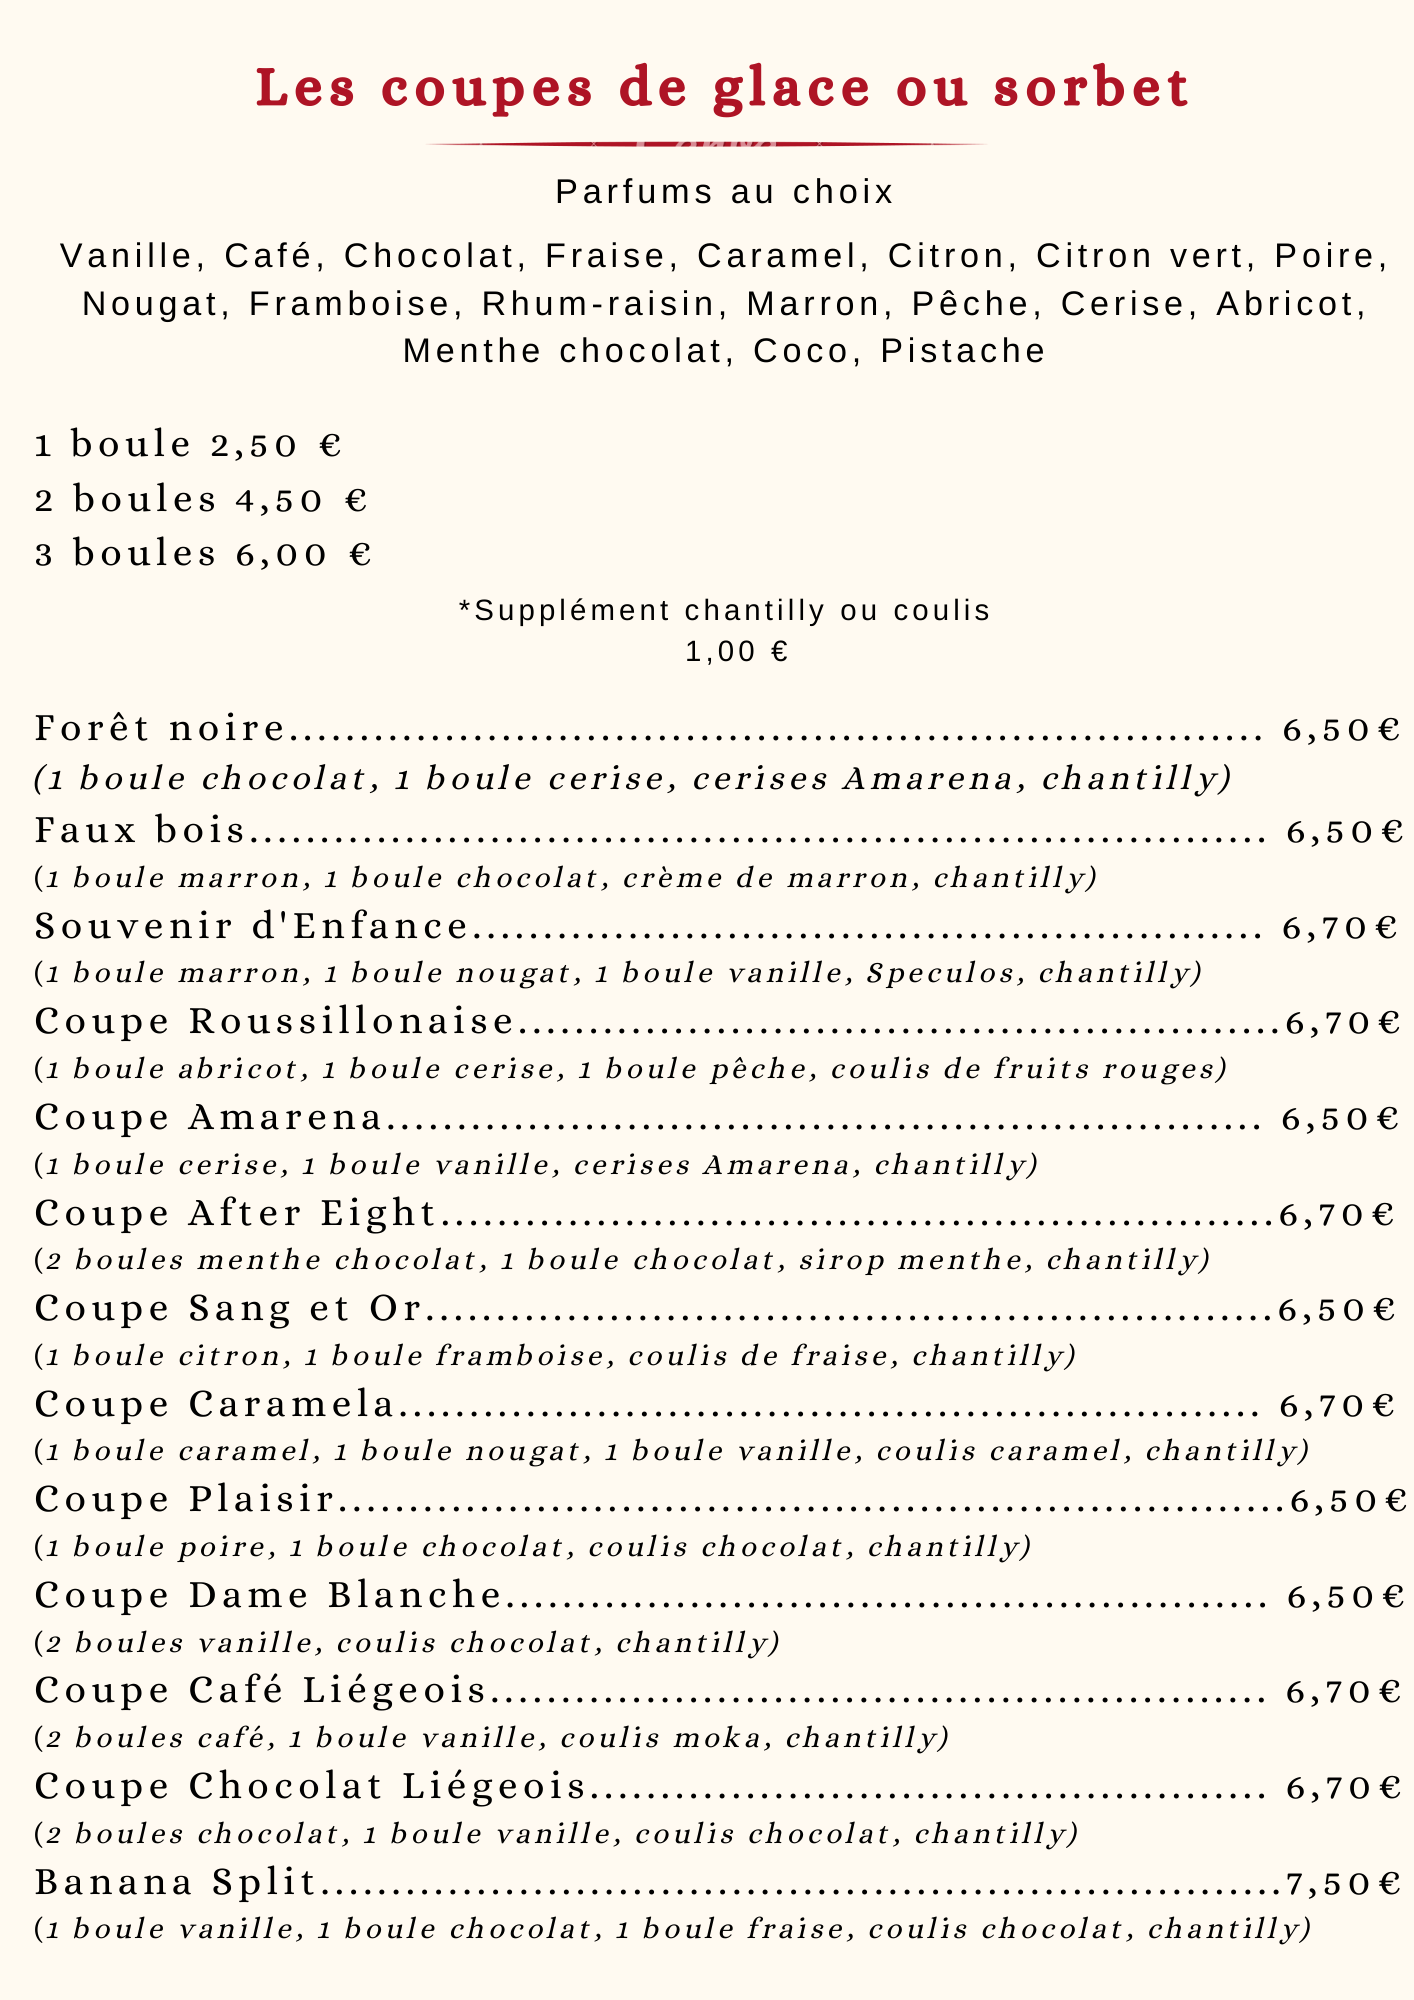 Les coupes de glace ou sorbet
Parfums au choix
Vanille, Café, Chocolat, Fraise, Caramel, Citron, Citron vert, Poire,
Nougat, Framboise, Rhum-raisin, Marron, Pêche, Cerise, Abricot,
Menthe chocolat, Coco, Pistache
1 boule 2,50 €
2 boules 4,50 €
3 boules 6,00 €
*Supplément chantilly ou coulis
1,00 €
Forêt noire..................................................................... 6,50€
(1 boule chocolat, 1 boule cerise, cerises Amarena, chantilly)
Faux bois........................................................................ 6,50€
(1 boule marron, 1 boule chocolat, crème de marron, chantilly)
Souvenir d'Enfance........................................................ 6,70€
(1 boule marron, 1 boule nougat, 1 boule vanille, Speculos, chantilly)
Coupe Roussillonaise......................................................6,70€
(1 boule abricot, 1 boule cerise, 1 boule pêche, coulis de fruits rouges)
Coupe Amarena.............................................................. 6,50€
(1 boule cerise, 1 boule vanille, cerises Amarena, chantilly)
Coupe After Eight...........................................................6,70€
(2 boules menthe chocolat, 1 boule chocolat, sirop menthe, chantilly)
Coupe Sang et Or............................................................6,50€
(1 boule citron, 1 boule framboise, coulis de fraise, chantilly)
Coupe Caramela............................................................. 6,70€
(1 boule caramel, 1 boule nougat, 1 boule vanille, coulis caramel, chantilly)
Coupe Plaisir...................................................................6,50€
(1 boule poire, 1 boule chocolat, coulis chocolat, chantilly)
Coupe Dame Blanche...................................................... 6,50€
(2 boules vanille, coulis chocolat, chantilly)
Coupe Café Liégeois....................................................... 6,70€
(2 boules café, 1 boule vanille, coulis moka, chantilly)
Coupe Chocolat Liégeois................................................ 6,70€
(2 boules chocolat, 1 boule vanille, coulis chocolat, chantilly)
Banana Split....................................................................7,50€
(1 boule vanille, 1 boule chocolat, 1 boule fraise, coulis chocolat, chantilly)